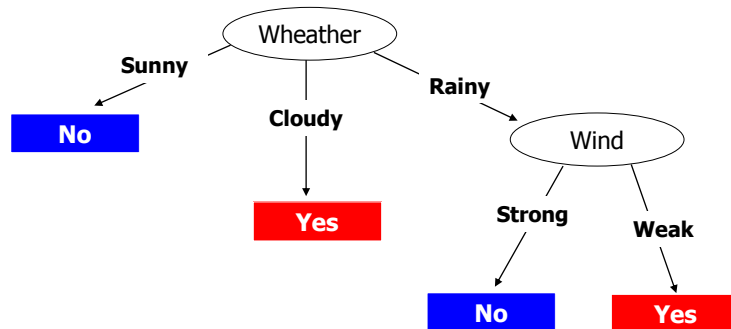 Wheather
Sunny
Rainy
Cloudy
No
Wind
Yes
Strong
Weak
No
Yes